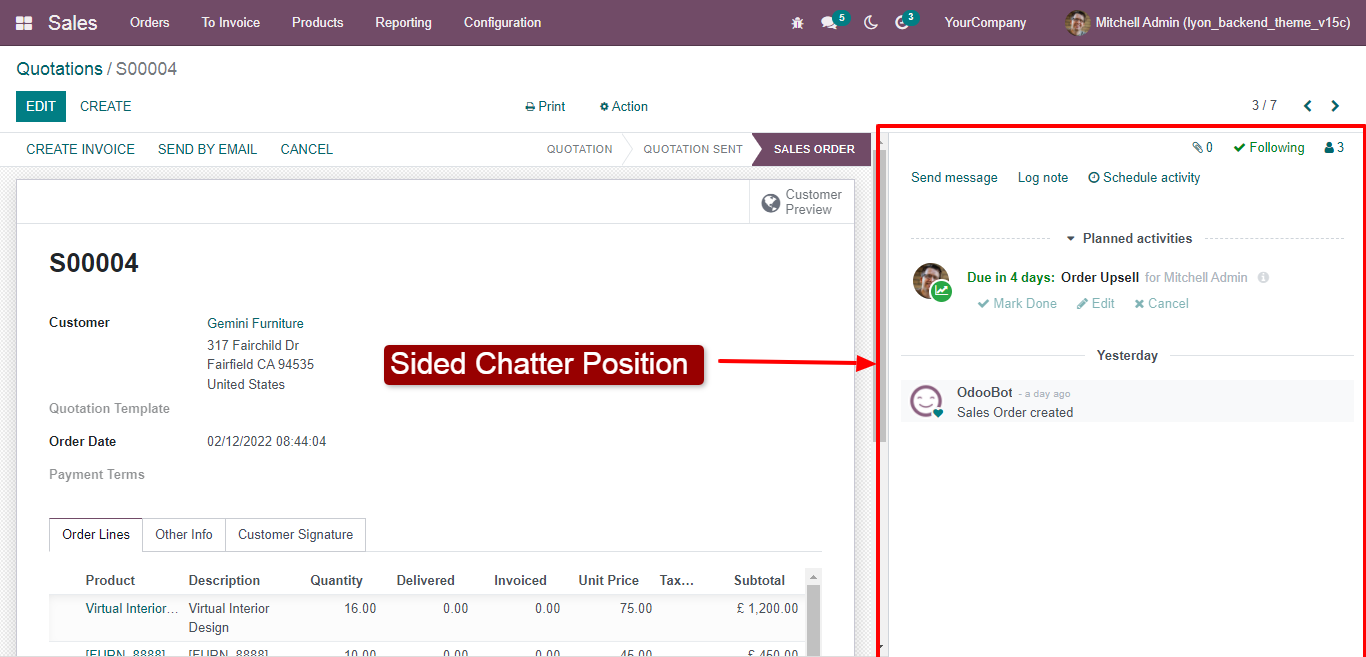 Sales Orders To Invoice Products Reporting Configuration 5 3 YourCompany Mitchell Admin (lyon_backend_theme_v15c)
Quotations / S00004
EDIT CREATE Print Action 3 / 7
CREATE INVOICE SEND BY EMAIL CANCEL QUOTATION QUOTATION SENT SALES ORDER
Customer
Preview
S00004
Customer Gemini Furniture
317 Fairchild Dr
Fairfield CA 94535
United States
Quotation Template
Order Date 02/12/2022 08:44:04
Payment Terms
Sided Chatter Position
Order Lines Other Info Customer Signature
Product Description Quantity Delivered Invoiced Unit Price Tax... Subtotal
Virtual Interior... Virtual Interior 16.00 0.00 0.00 75.00 £ 1,200.00
Design
[FURN_8888] [FURN_8888] 10.00 0.00 0.00 45.00 £ 450.00
0 Following 3
Send message Log note Schedule activity
Planned activities
Due in 4 days: Order Upsell for Mitchell Admin
Mark Done Edit Cancel
Yesterday
OdooBot - a day ago
Sales Order created